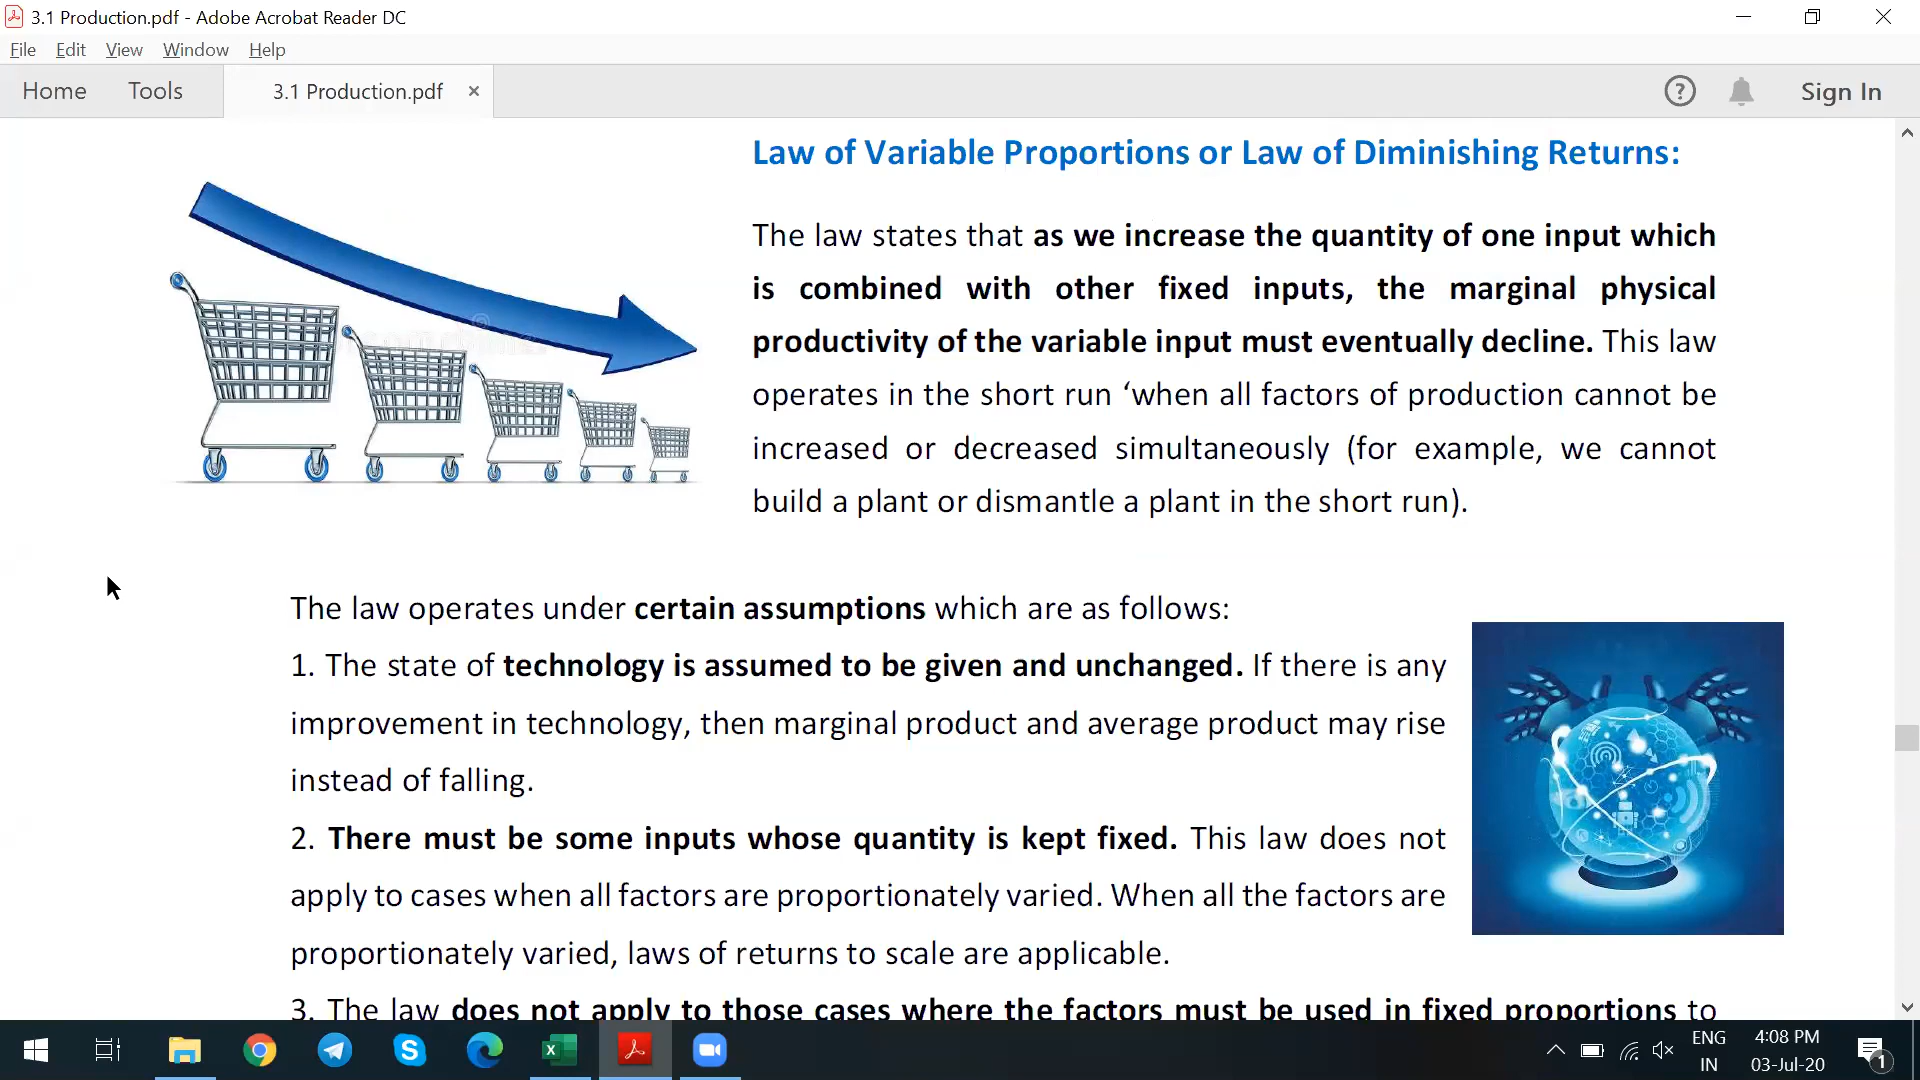 3.1 Production.pdf - Adobe Acrobat Reader DC
File Edit View Window Help
Home Tools 3.1 Production.pdf × ? Sign In
Law of Variable Proportions or Law of Diminishing Returns:
The law states that as we increase the quantity of one input which
is combined with other fixed inputs, the marginal physical
productivity of the variable input must eventually decline. This law
operates in the short run ‘when all factors of production cannot be
increased or decreased simultaneously (for example, we cannot
build a plant or dismantle a plant in the short run).
The law operates under certain assumptions which are as follows:
1. The state of technology is assumed to be given and unchanged. If there is any
improvement in technology, then marginal product and average product may rise
instead of falling.
2. There must be some inputs whose quantity is kept fixed. This law does not
apply to cases when all factors are proportionately varied. When all the factors are
proportionately varied, laws of returns to scale are applicable.
3. The law does not apply to those cases where the factors must be used in fixed proportions to
ENG 4:08 PM
IN 03-Jul-20 1